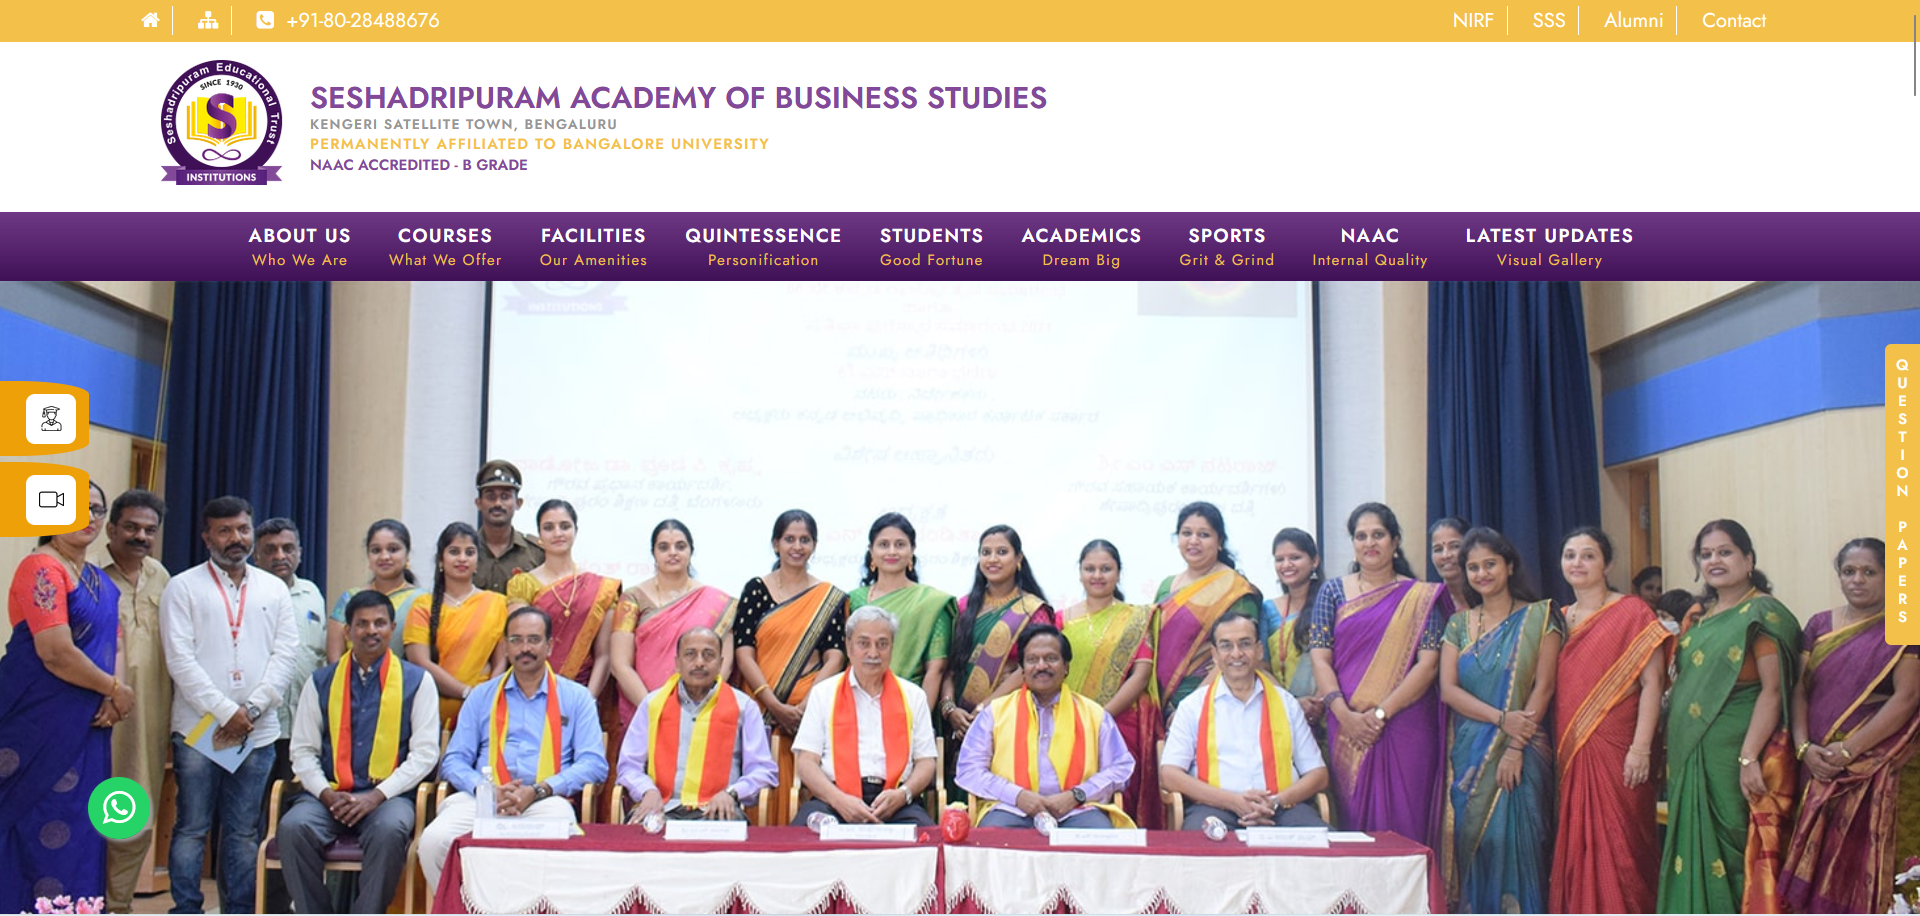 +91-80-28488676
NIRF
SSS
Alumni
Contact
Seshadripuram Educational Trust
SINCE 1930
S
INSTITUTIONS
SESHADRIPURAM ACADEMY OF BUSINESS STUDIES
KENGERI SATELLITE TOWN, BENGALURU
PERMANENTLY AFFILIATED TO BANGALORE UNIVERSITY
NAAC ACCREDITED - B GRADE
ABOUT US
Who We Are
COURSES
What We Offer
FACILITIES
Our Amenities
QUINTESSENCE
Personification
STUDENTS
Good Fortune
ACADEMICS
Dream Big
SPORTS
Grit & Grind
NAAC
Internal Quality
LATEST UPDATES
Visual Gallery
INSTITUTIONS
QUESTION PAPERS